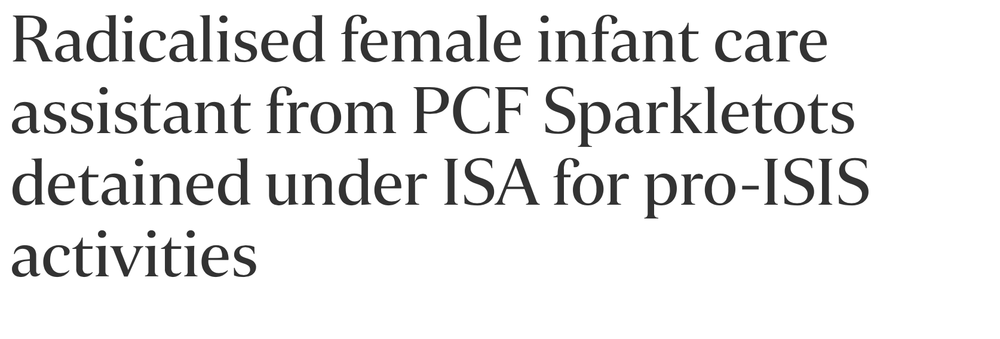 Radicalised female infant care
assistant from PCF Sparkletots
detained under ISA for pro-ISIS
activities